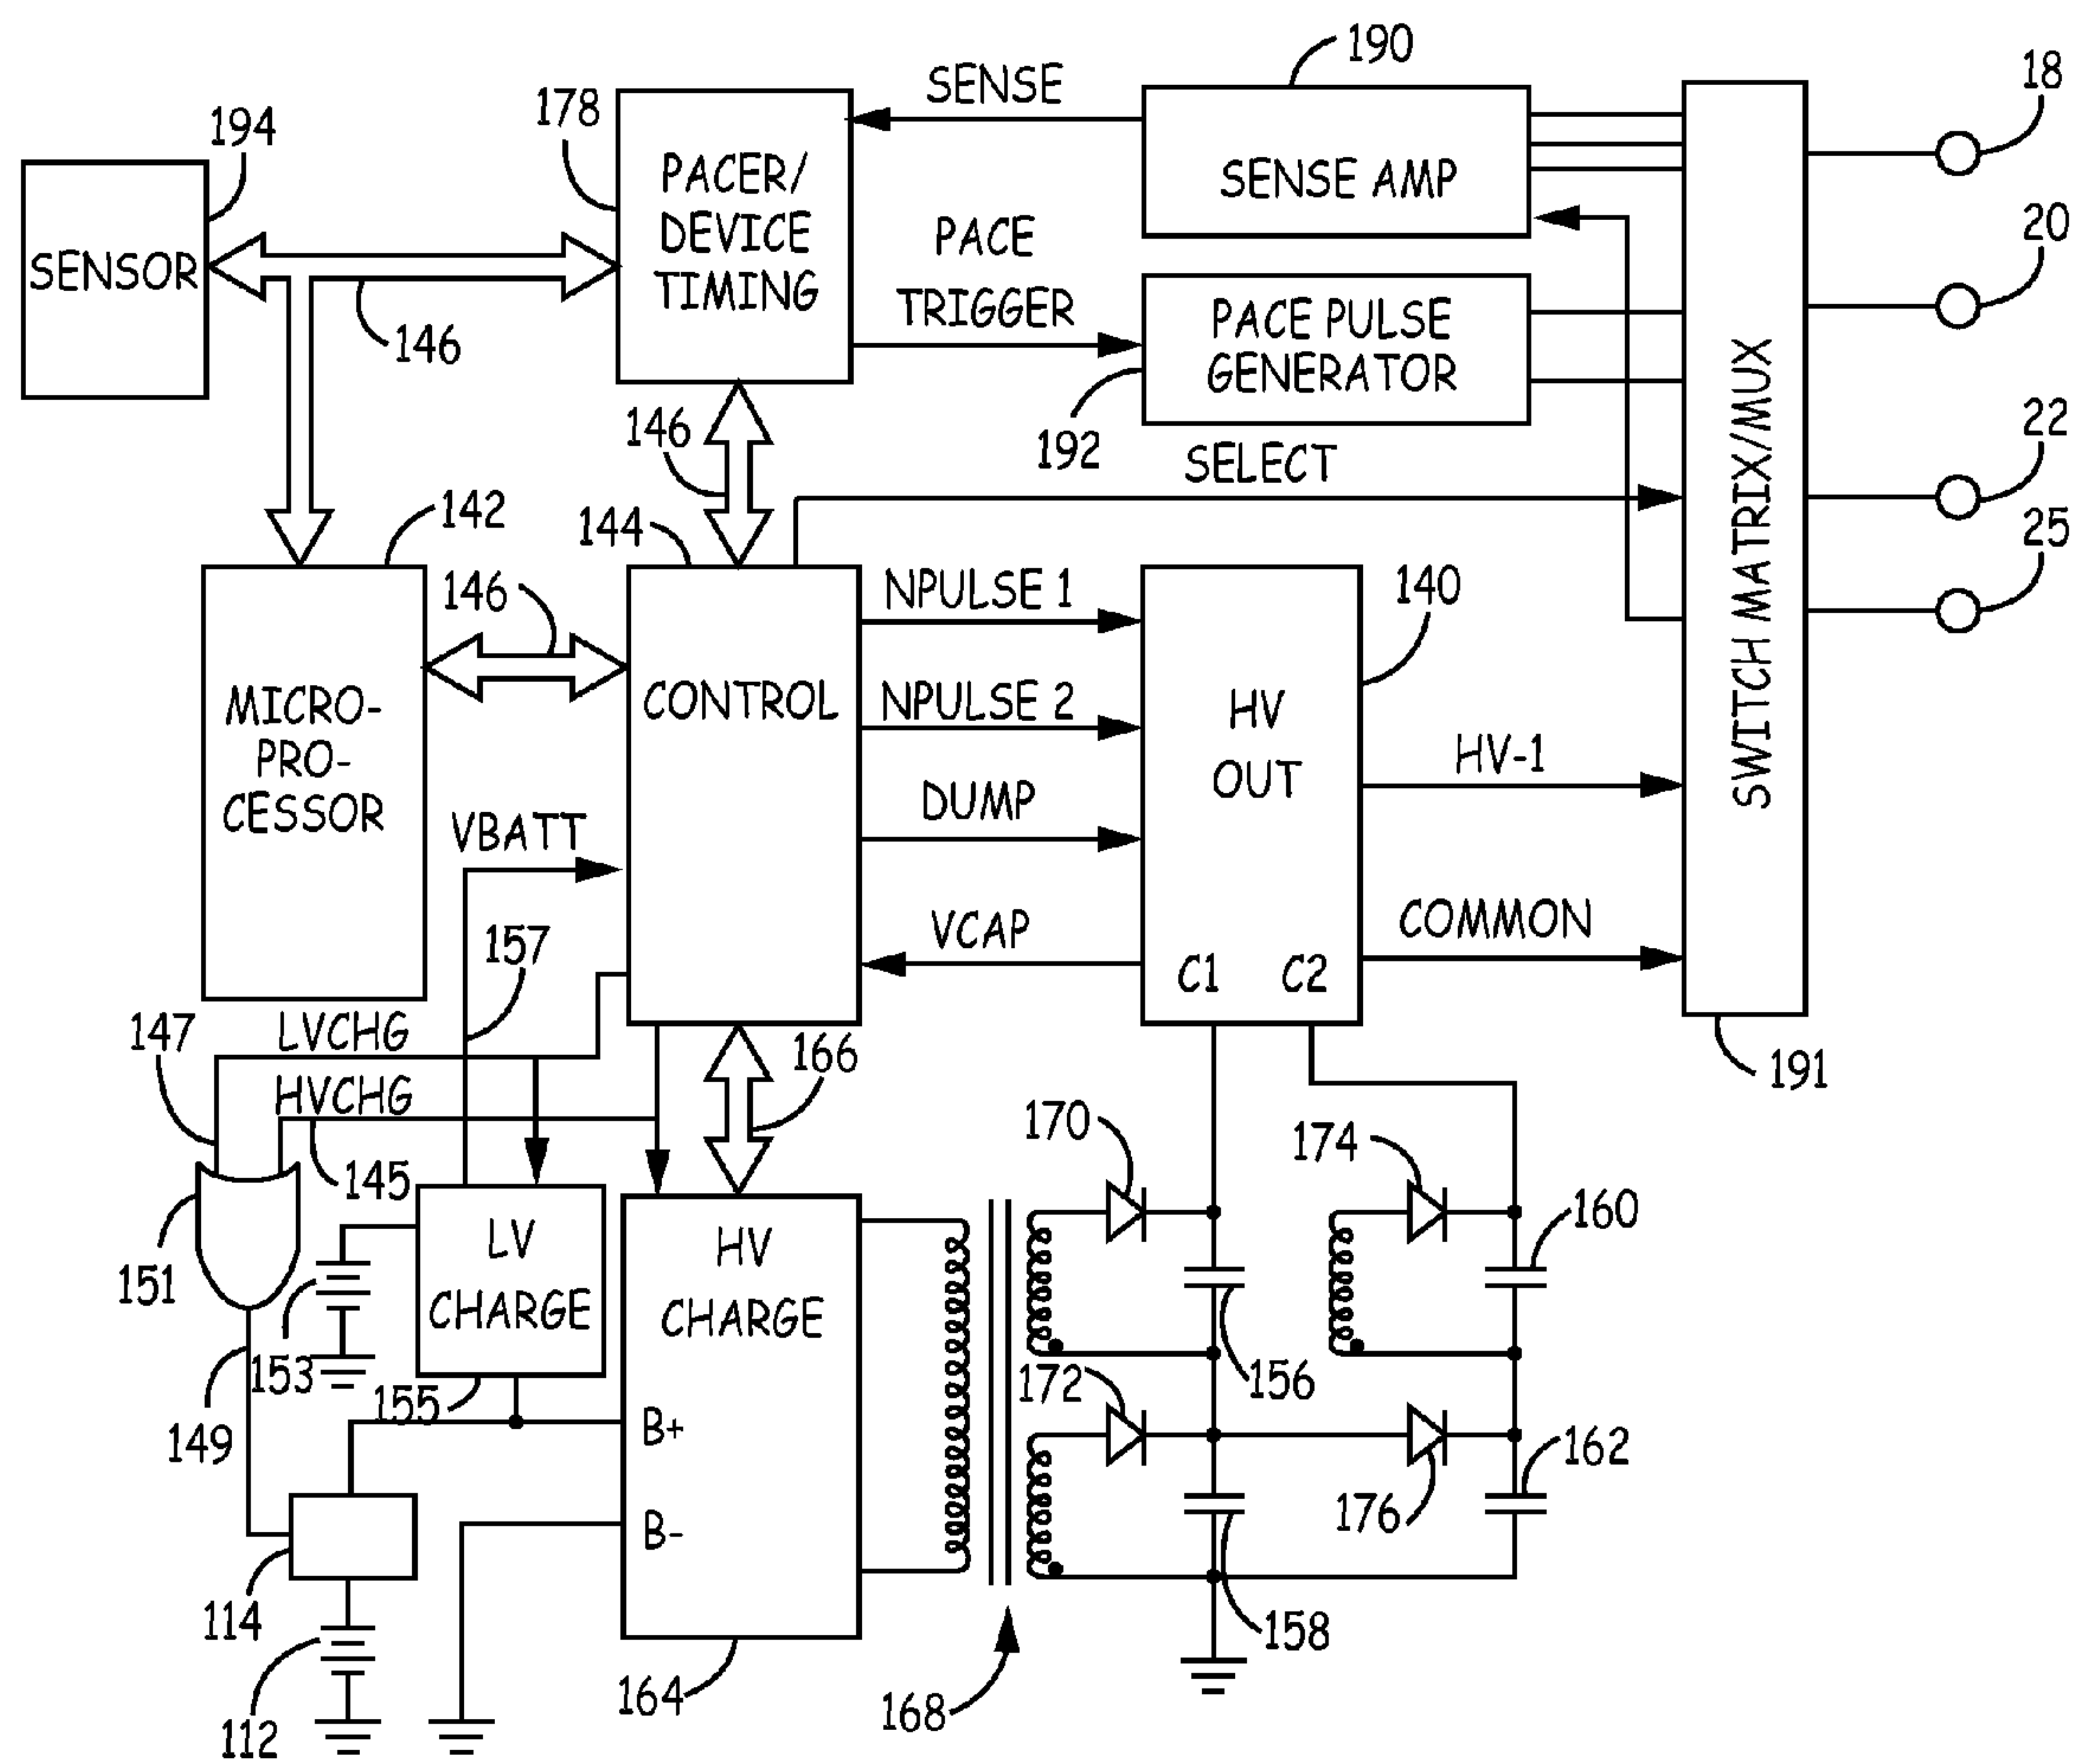 190
18
SENSE
178
194
PACER/
DEVICE
TIMING
SENSE AMP
20
PACE
TRIGGER
SENSOR
146
PACE PULSE
GENERATOR
SWITCH MATRIX/MUX
146
192
SELECT
22
142
144
25
146
NPULSE 1
140
MICRO-
PRO-
CESSOR
CONTROL
NPULSE 2
HV
OUT
HV-1
DUMP
VBATT
VCAP
COMMON
157
C1
C2
147
LVCHG
166
191
HVCHG
170
174
145
160
151
LV
CHARGE
HV
CHARGE
153
155
172
156
149
B+
162
176
B-
114
158
164
168
112